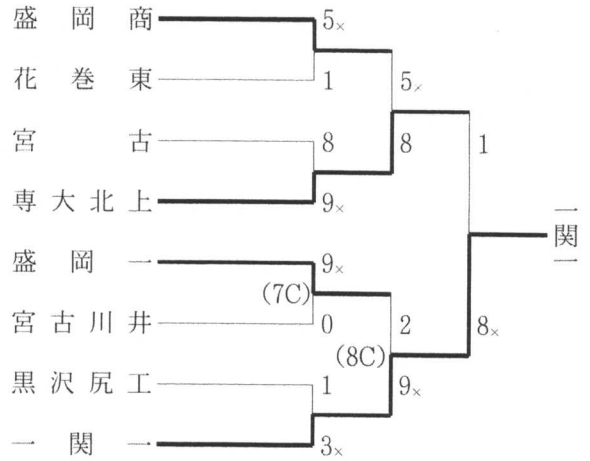 盛岡商 5×
花巻東 1 5×
宮古 8 8 1
専大北上 9×
一関一
盛岡一 9×
(7C)
宮古川井 0 2 8×
(8C)
黒沢尻工 1 9×
一関一 3×